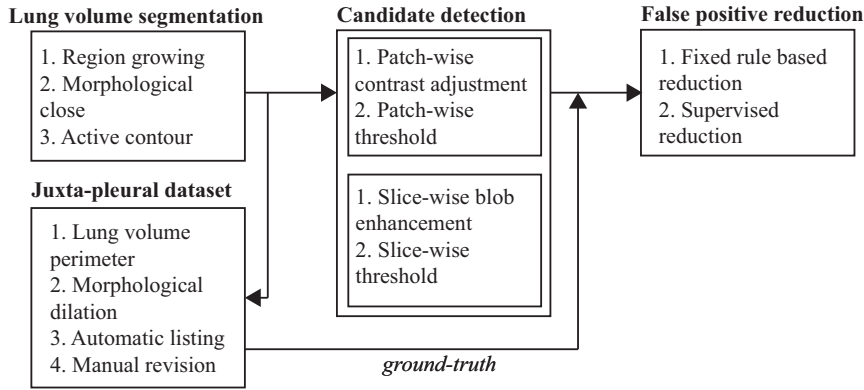 Lung volume segmentation
1. Region growing
2. Morphological
close
3. Active contour
Candidate detection
1. Patch-wise
contrast adjustment
2. Patch-wise
threshold
1. Slice-wise blob
enhancement
2. Slice-wise
threshold
False positive reduction
1. Fixed rule based
reduction
2. Supervised
reduction
Juxta-pleural dataset
1. Lung volume
perimeter
2. Morphological
dilation
3. Automatic listing
4. Manual revision
ground-truth